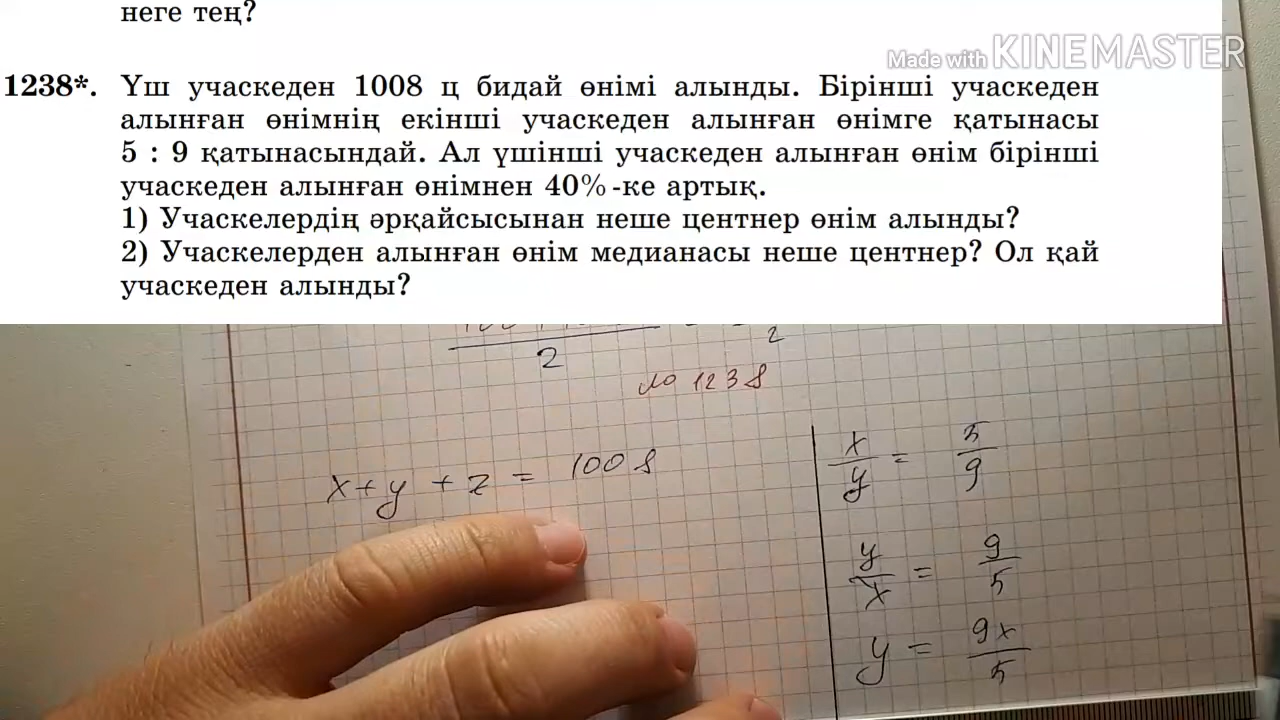 неге тең?
Made with KINEMASTER
1238*. Үш учаскеден 1008 ц бидай өнімі алынды. Бірінші учаскеден
алынған өнімнің екінші учаскеден алынған өнімге қатынасы
5 : 9 қатынасындай. Ал үшінші учаскеден алынған өнім бірінші
учаскеден алынған өнімнен 40%-ке артық.
1) Учаскелердің әрқайсысынан неше центнер өнім алынды?
2) Учаскелерден алынған өнім медианасы неше центнер? Ол қай
учаскеден алынды?
2
2
№ 1238
x + y + z = 1008
x/y = 5/9
y/x = 9/5
y = 9x/5